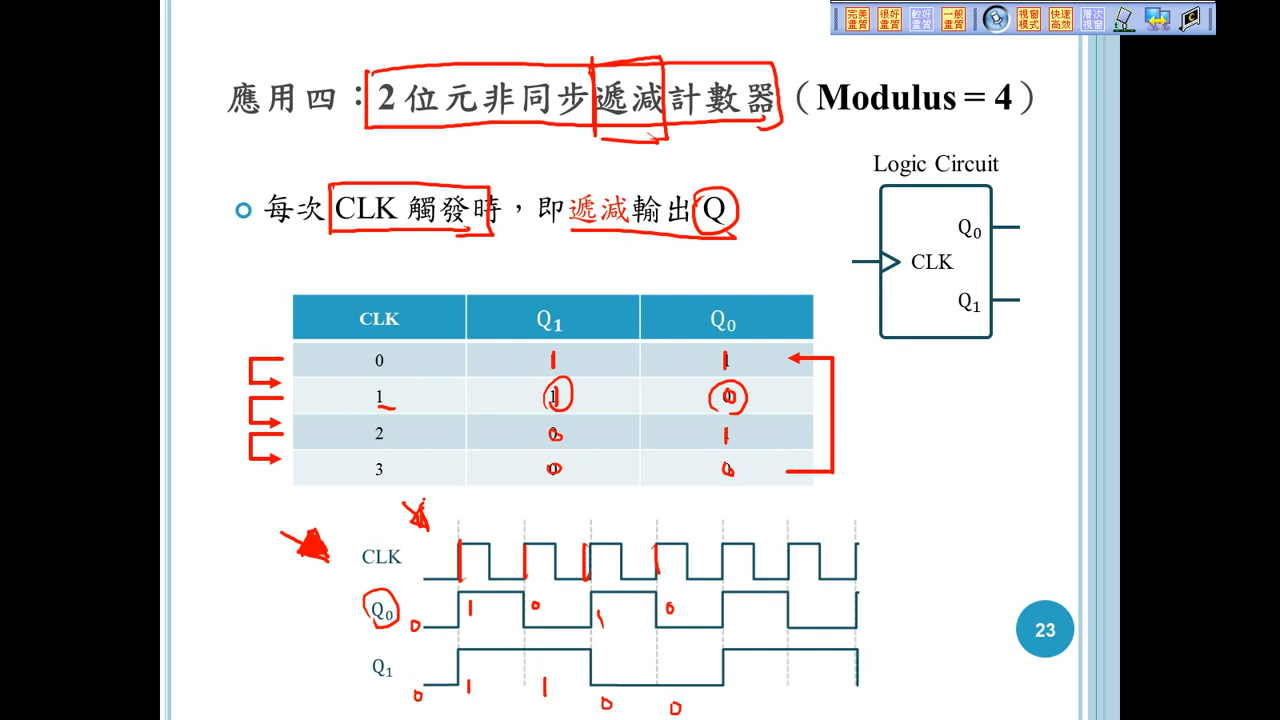 完美 很好 較好 一般 視窗 快速 層次
畫質 畫質 畫質 畫質 模式 高效 視窗
應用四：2 位元非同步遞減計數器（Modulus = 4）
Logic Circuit
每次 CLK 觸發時，即遞減輸出 Q
Q0
CLK
Q1
CLK Q1 Q0
0 1 1
1 1 0
2 0 1
3 0 0
CLK
Q0 0 1 0 1 0
Q1
0 1 1 0 0
23